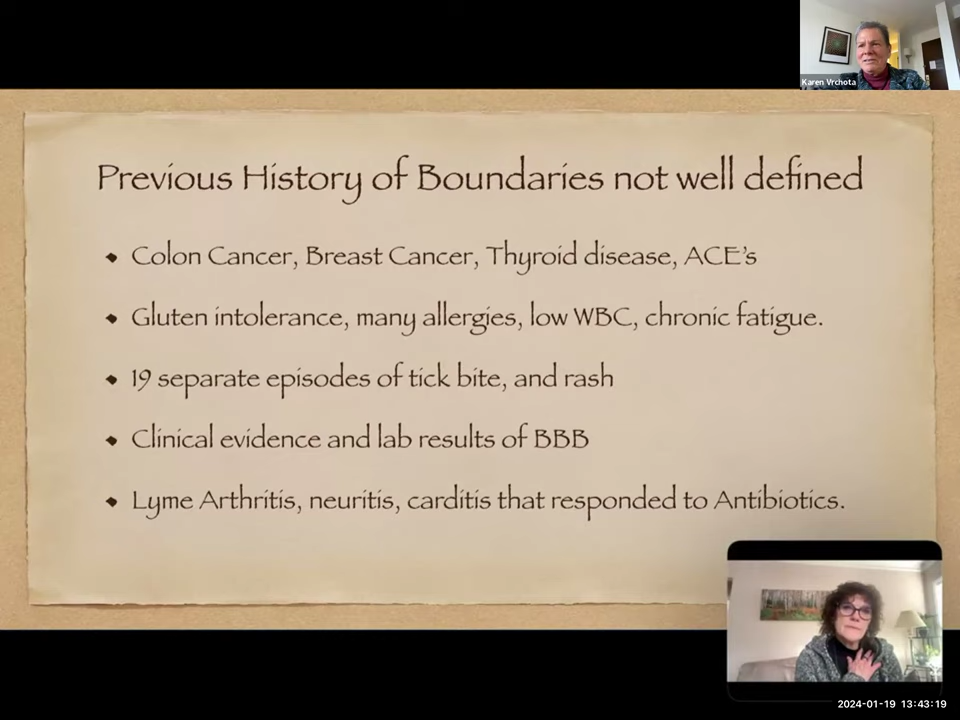 Karen Vrchota
Previous History of Boundaries not well defined
Colon Cancer, Breast Cancer, Thyroid disease, ACE's
Gluten intolerance, many allergies, low WBC, chronic fatigue.
19 separate episodes of tick bite, and rash
Clinical evidence and lab results of BBB
Lyme Arthritis, neuritis, carditis that responded to Antibiotics.
2024-01-19 13:43:19